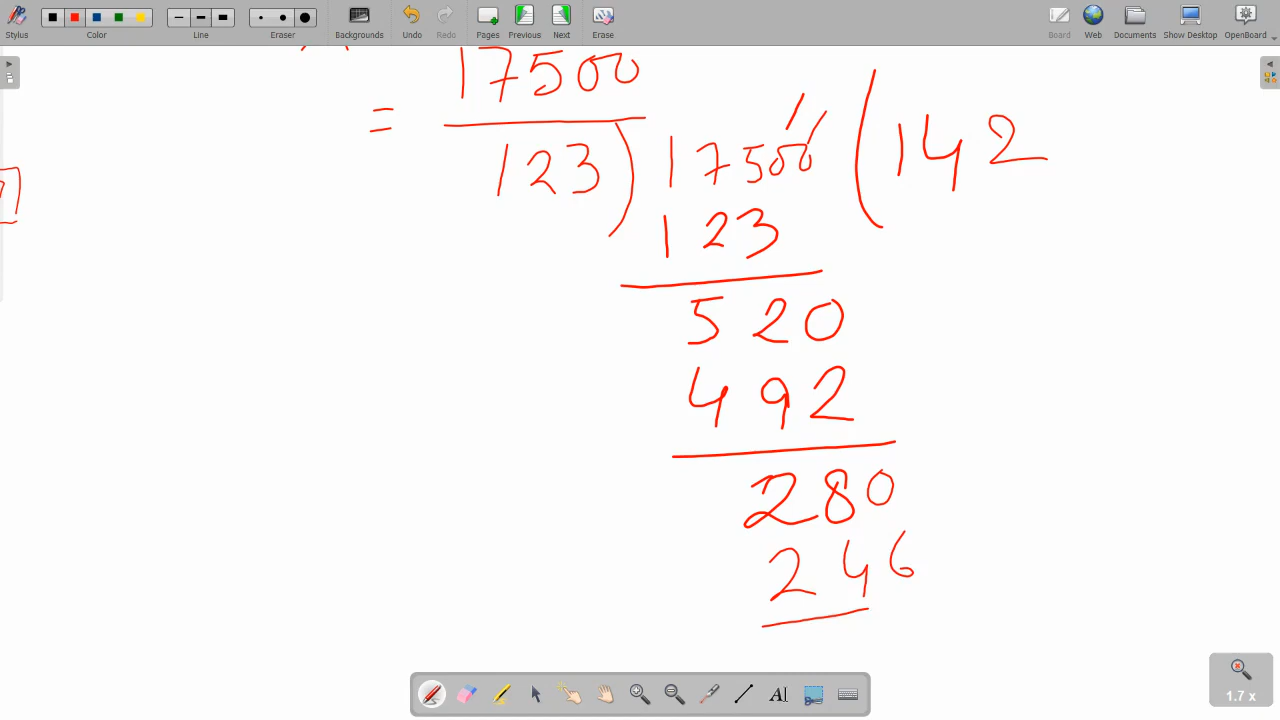 Stylus Color Line Eraser Backgrounds Undo Redo Pages Previous Next Erase Board Web Documents Show Desktop OpenBoard
17500
=
123 ) 17500 ( 142
123
520
492
280
246
1.7 x